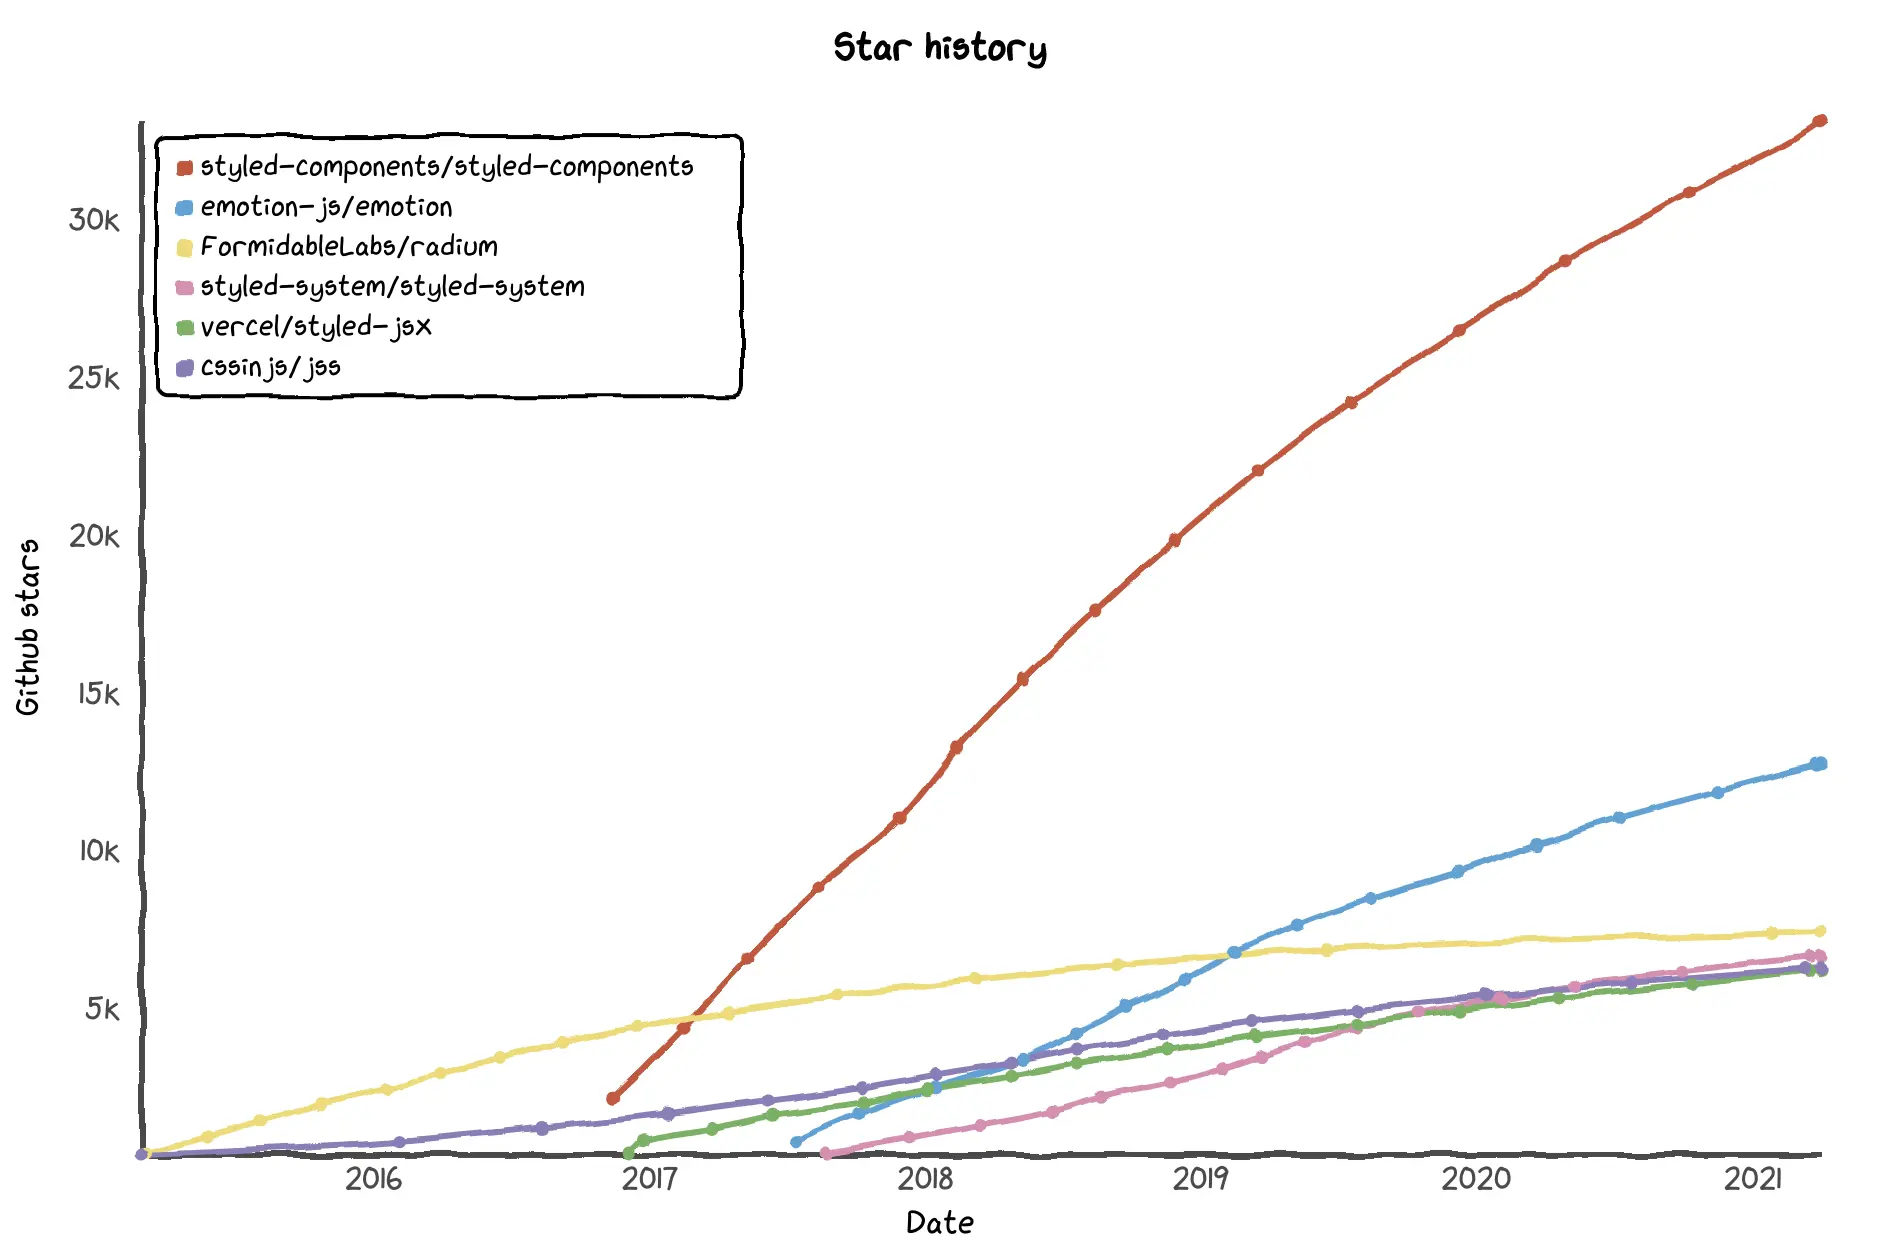 Star history
styled-components/styled-components
emotion-js/emotion
FormidableLabs/radium
styled-system/styled-system
vercel/styled-jsx
cssinjs/jss
30k
25k
20k
15k
10k
5k
Github stars
2016 2017 2018 2019 2020 2021
Date